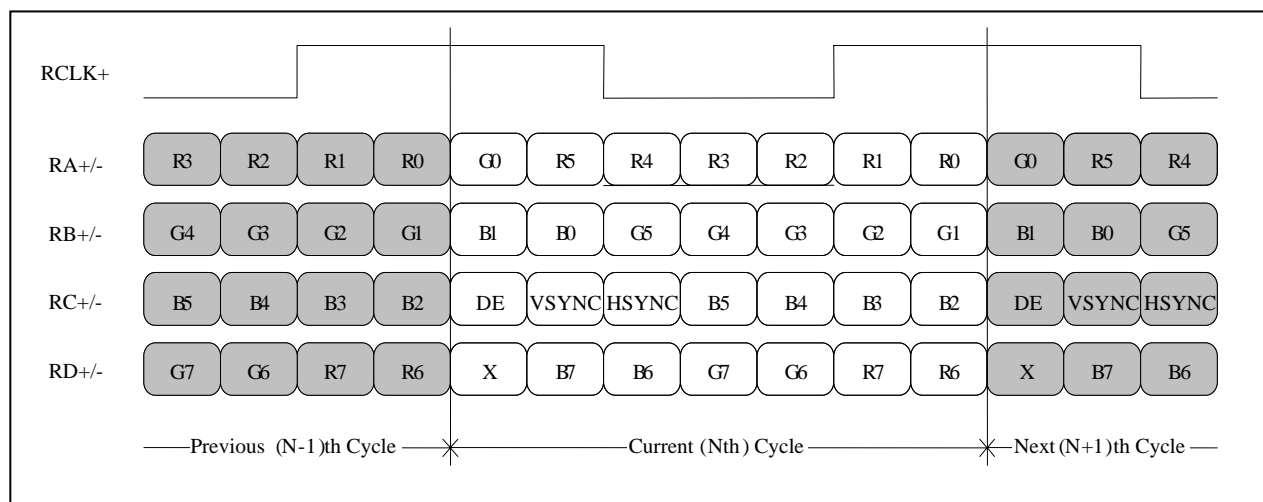 RCLK+
RA+/- R3 R2 R1 R0 G0 R5 R4 R3 R2 R1 R0 G0 R5 R4
RB+/- G4 G3 G2 G1 B1 B0 G5 G4 G3 G2 G1 B1 B0 G5
RC+/- B5 B4 B3 B2 DE VSYNC HSYNC B5 B4 B3 B2 DE VSYNC HSYNC
RD+/- G7 G6 R7 R6 X B7 B6 G7 G6 R7 R6 X B7 B6
Previous (N-1)th Cycle Current (Nth) Cycle Next (N+1)th Cycle